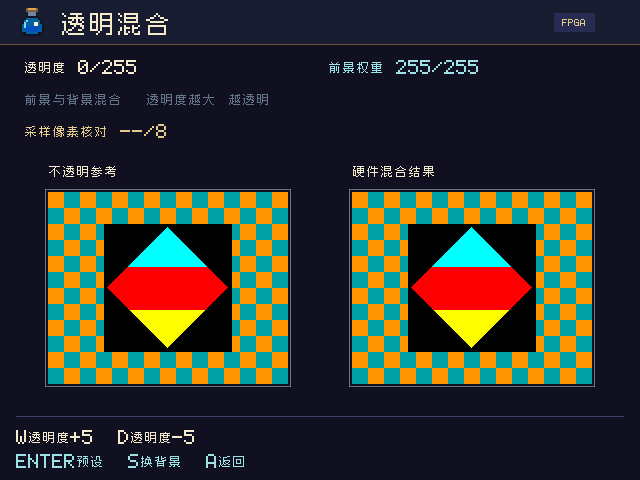 透明混合 FPGA
透明度 0/255 前景权重 255/255
前景与背景混合 透明度越大 越透明
采样像素核对 --/8
不透明参考 硬件混合结果
W透明度+5 D透明度-5
ENTER预设 S换背景 A返回